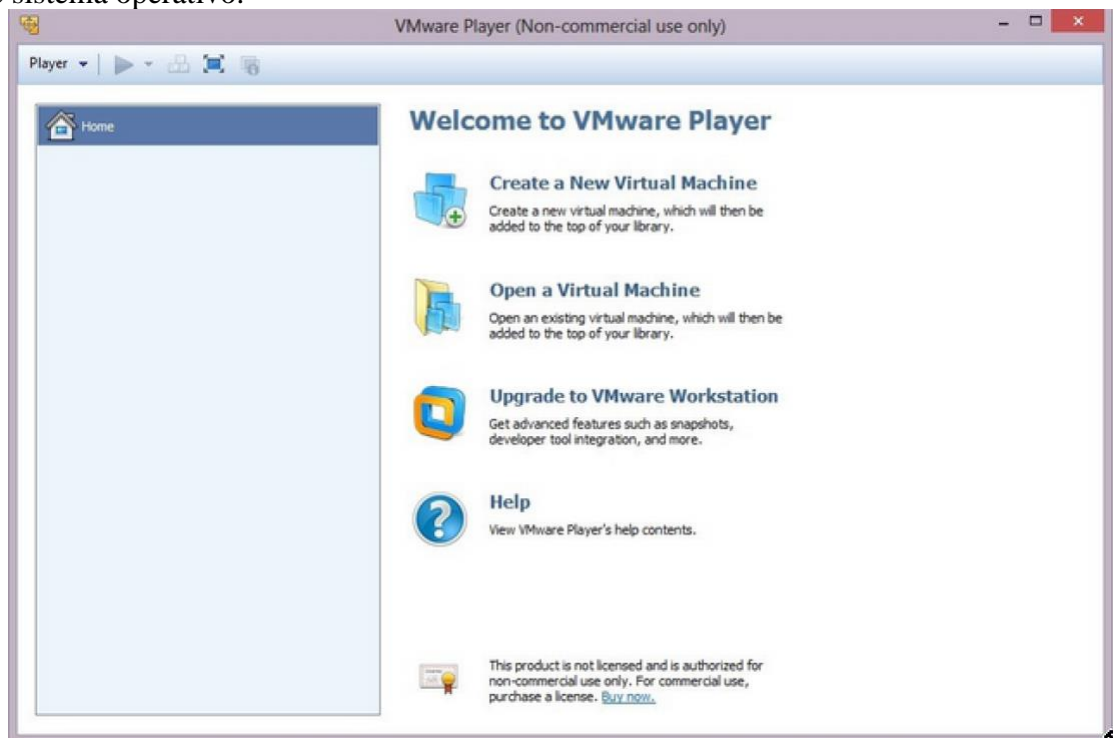 sistema operativo.
VMware Player (Non-commercial use only)
Player
Home
Welcome to VMware Player
Create a New Virtual Machine
Create a new virtual machine, which will then be
added to the top of your library.
Open a Virtual Machine
Open an existing virtual machine, which will then be
added to the top of your library.
Upgrade to VMware Workstation
Get advanced features such as snapshots,
developer tool integration, and more.
Help
View VMware Player's help contents.
This product is not licensed and is authorized for
non-commercial use only. For commercial use,
purchase a license. Buy now.